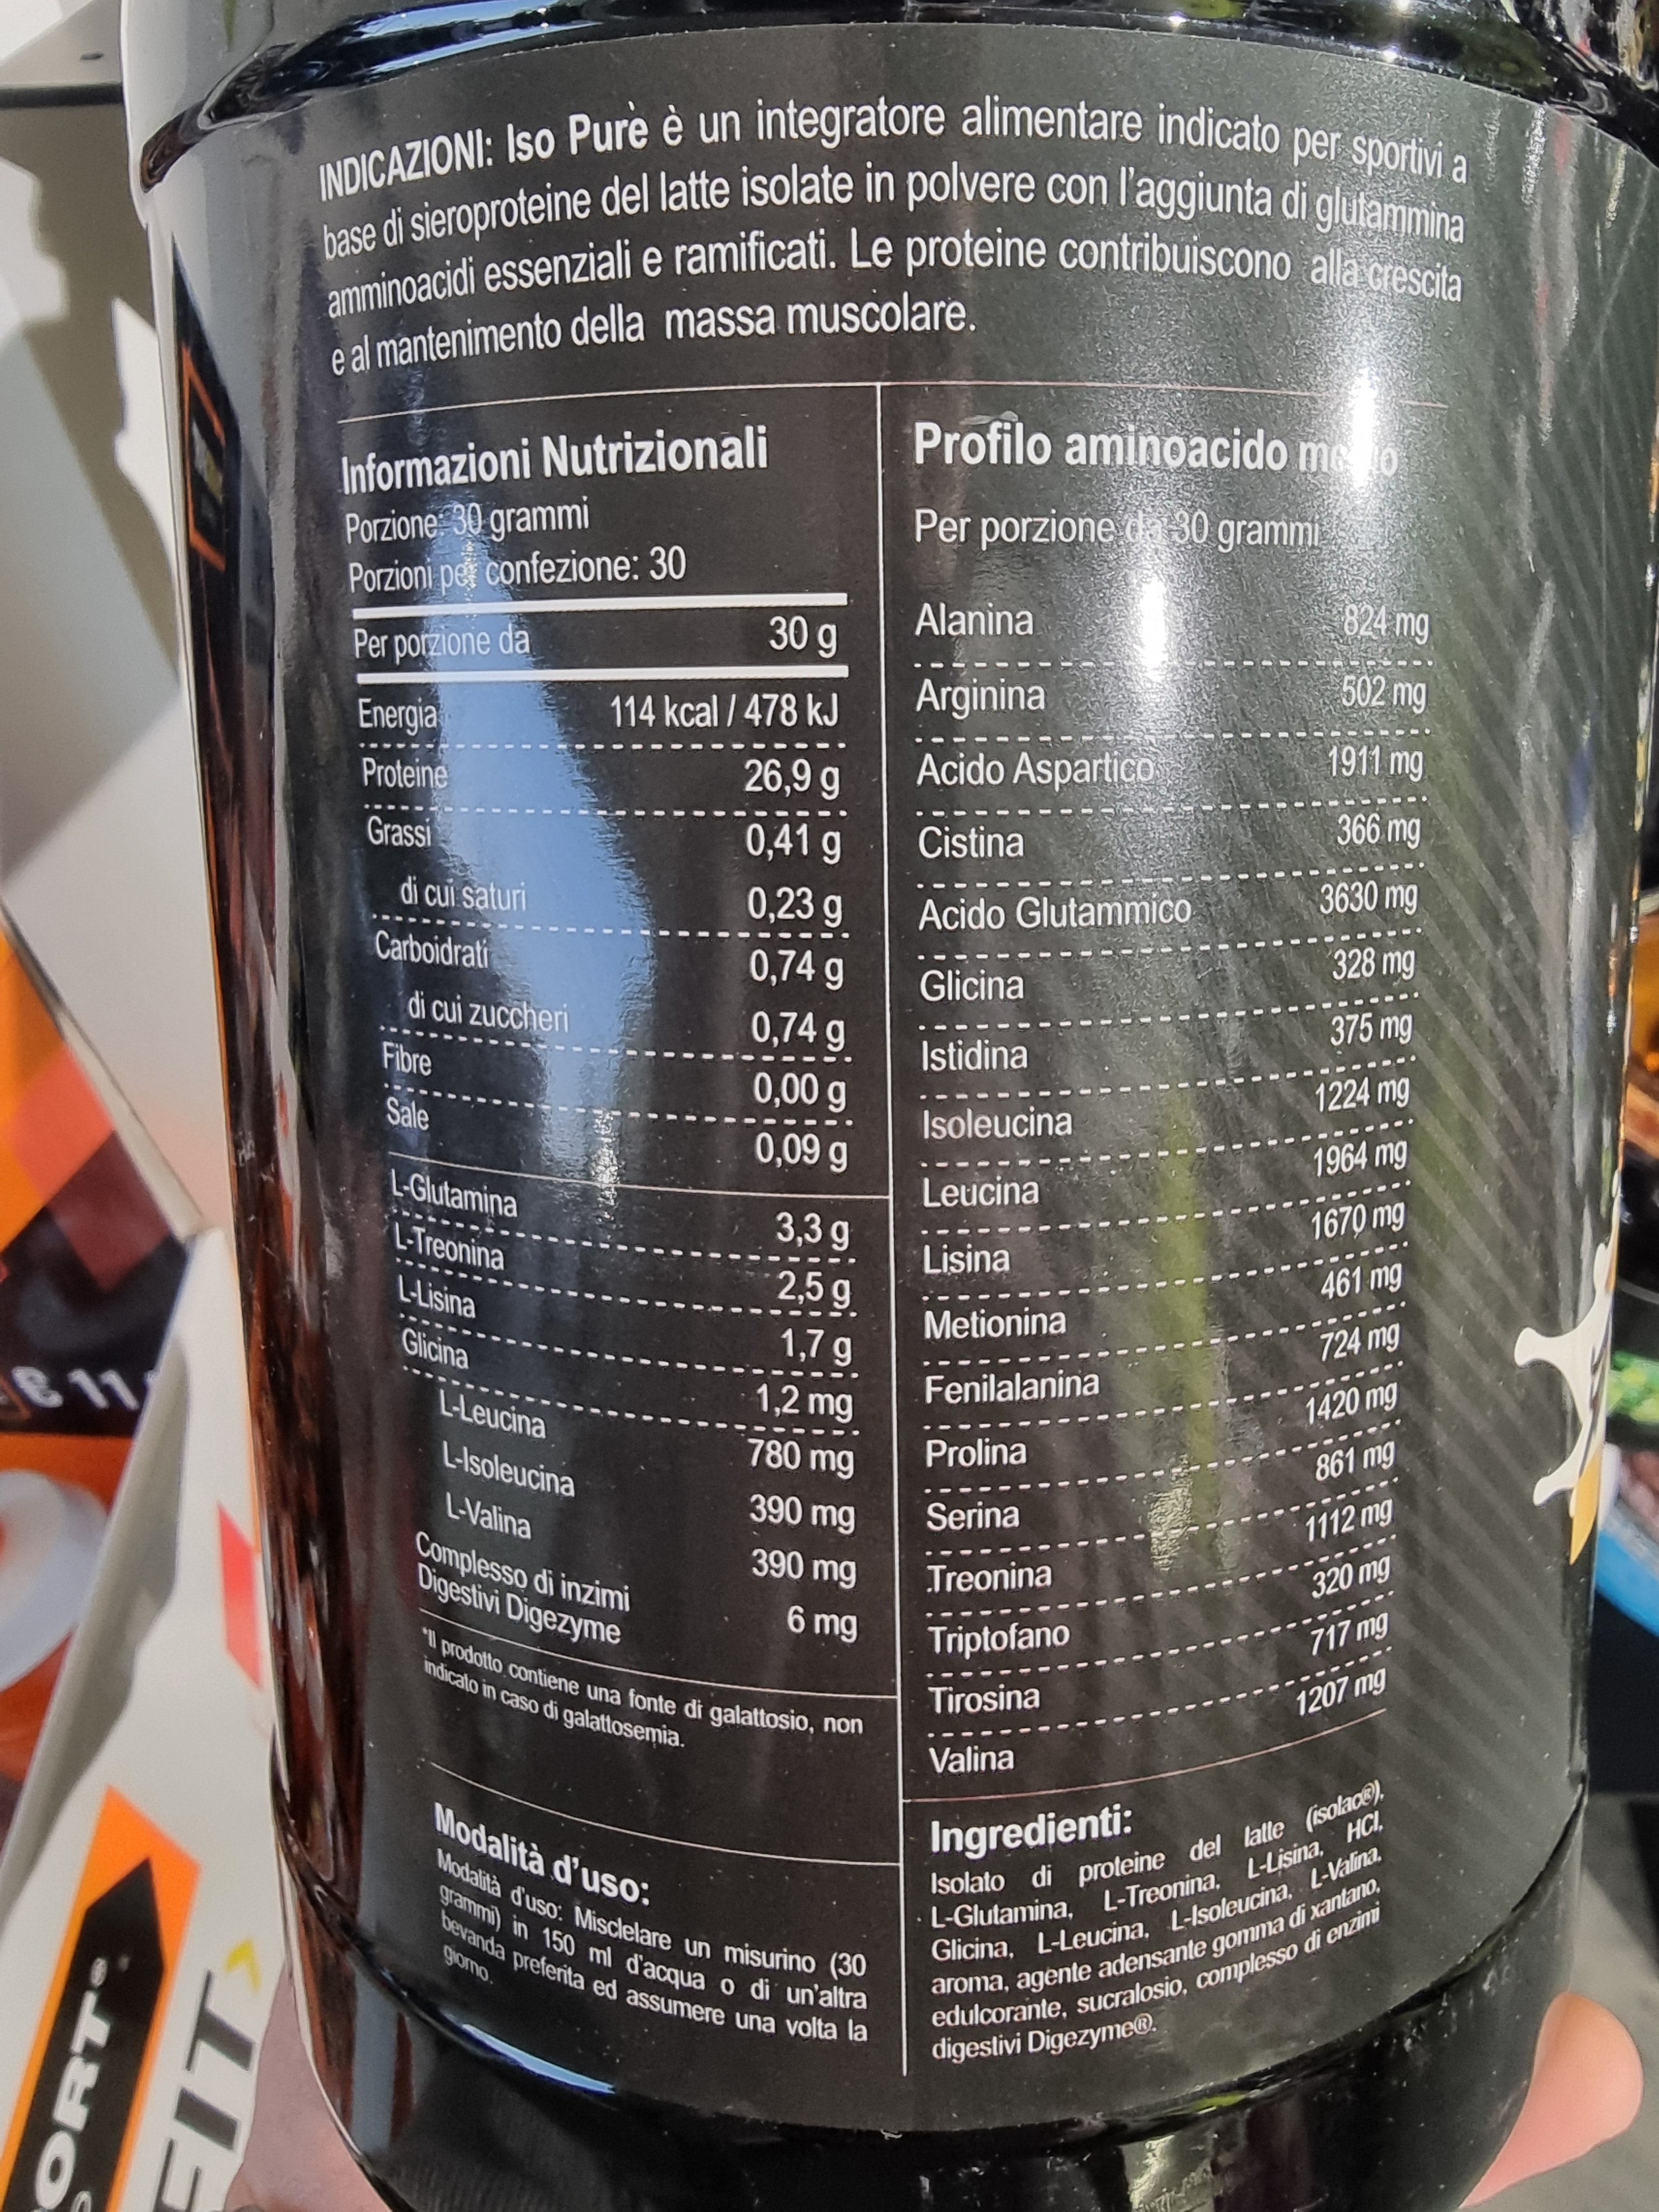 INDICAZIONI: Iso Purè è un integratore alimentare indicato per sportivi a
base di sieroproteine del latte isolate in polvere con l'aggiunta di glutammina
amminoacidi essenziali e ramificati. Le proteine contribuiscono alla crescita
e al mantenimento della massa muscolare.
Informazioni Nutrizionali
Porzione: 30 grammi
Porzioni per confezione: 30
Per porzione da 30 g
Energia 114 kcal / 478 kJ
Proteine 26,9 g
Grassi 0,41 g
di cui saturi 0,23 g
Carboidrati 0,74 g
di cui zuccheri 0,74 g
Fibre 0,00 g
Sale 0,09 g
L-Glutamina 3,3 g
L-Treonina 2,5 g
L-Lisina 1,7 g
Glicina 1,2 mg
L-Leucina 780 mg
L-Isoleucina 390 mg
L-Valina 390 mg
Complesso di inzimi
Digestivi Digezyme 6 mg
*Il prodotto contiene una fonte di galattosio, non
indicato in caso di galattosemia.
Modalità d'uso:
Modalità d'uso: Misclelare un misurino (30
grammi) in 150 ml d'acqua o di un'altra
bevanda preferita ed assumere una volta la
giorno.
Profilo aminoacido
Per porzione da 30 grammi
Alanina 824 mg
Arginina 502 mg
Acido Aspartico 1911 mg
Cistina 366 mg
Acido Glutammico 3630 mg
Glicina 328 mg
Istidina 375 mg
Isoleucina 1224 mg
Leucina 1964 mg
Lisina 1670 mg
Metionina 461 mg
Fenilalanina 724 mg
Prolina 1420 mg
Serina 861 mg
Treonina 1112 mg
Triptofano 320 mg
Tirosina 717 mg
Valina 1207 mg
Ingredienti:
Isolato di proteine del latte (isolac®),
L-Glutamina, L-Treonina, L-Lisina, HCl,
Glicina, L-Leucina, L-Isoleucina, L-Valina,
aroma, agente adensante gomma di xantano,
edulcorante, sucralosio, complesso di enzimi
digestivi Digezyme®.
€ 11